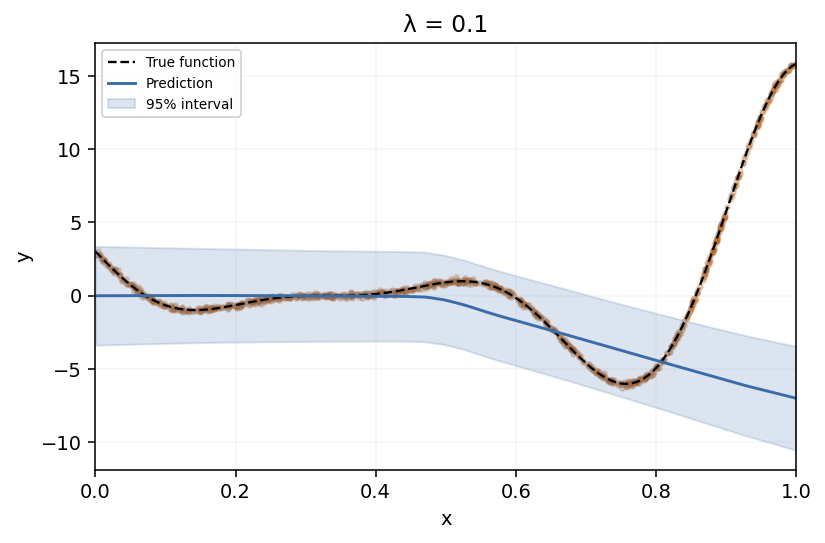 λ = 0.1
True function
Prediction
95% interval
15
10
5
0
−5
−10
y
0.0 0.2 0.4 0.6 0.8 1.0
x